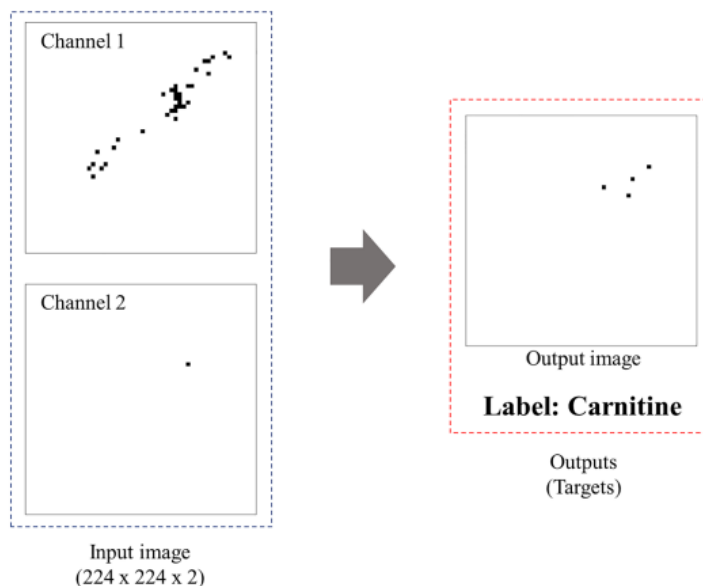 Channel 1
Channel 2
Input image
(224 x 224 x 2)
Output image
Label: Carnitine
Outputs
(Targets)